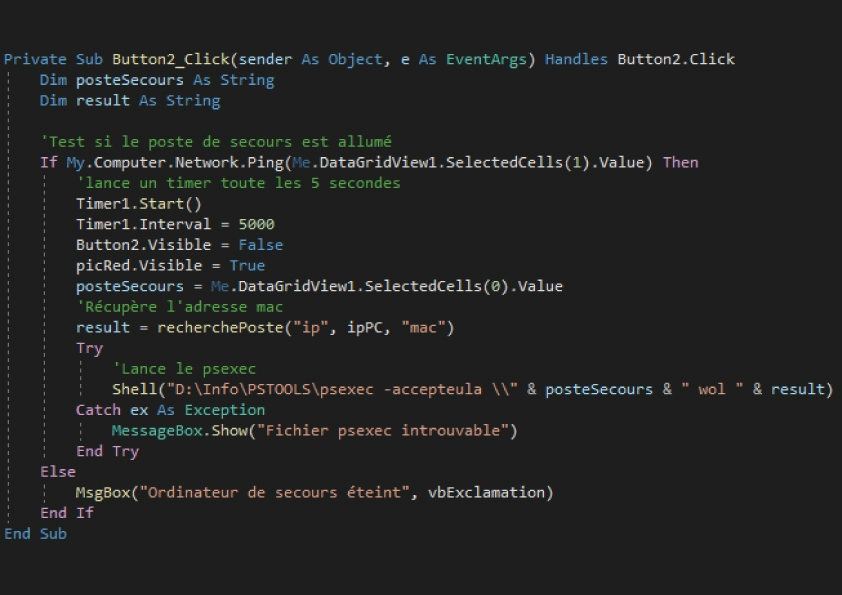 Private Sub Button2_Click(sender As Object, e As EventArgs) Handles Button2.Click
Dim posteSecours As String
Dim result As String
'Test si le poste de secours est allumé
If My.Computer.Network.Ping(Me.DataGridView1.SelectedCells(1).Value) Then
'lance un timer toute les 5 secondes
Timer1.Start()
Timer1.Interval = 5000
Button2.Visible = False
picRed.Visible = True
posteSecours = Me.DataGridView1.SelectedCells(0).Value
'Récupère l'adresse mac
result = recherchePoste("ip", ipPC, "mac")
Try
'Lance le psexec
Shell("D:\Info\PSTOOLS\psexec -accepteula \\" & posteSecours & " wol " & result)
Catch ex As Exception
MessageBox.Show("Fichier psexec introuvable")
End Try
Else
MsgBox("Ordinateur de secours éteint", vbExclamation)
End If
End Sub